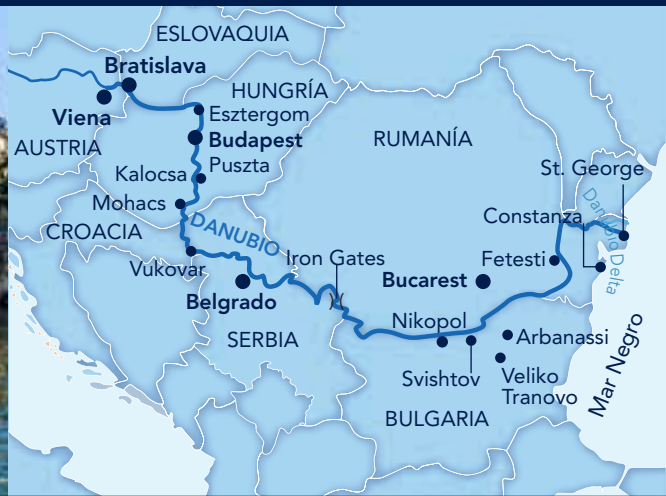 ESLOVAQUIA
Bratislava
HUNGRÍA
Viena
Esztergom
AUSTRIA
Budapest
RUMANÍA
Puszta
Kalocsa
St. George
Mohacs
Constanza
Danubio Delta
CROACIA
DANUBIO
Vukovar
Iron Gates
Fetesti
Bucarest
Belgrado
Nikopol
SERBIA
Arbanassi
Svishtov
Veliko
Tranovo
Mar Negro
BULGARIA